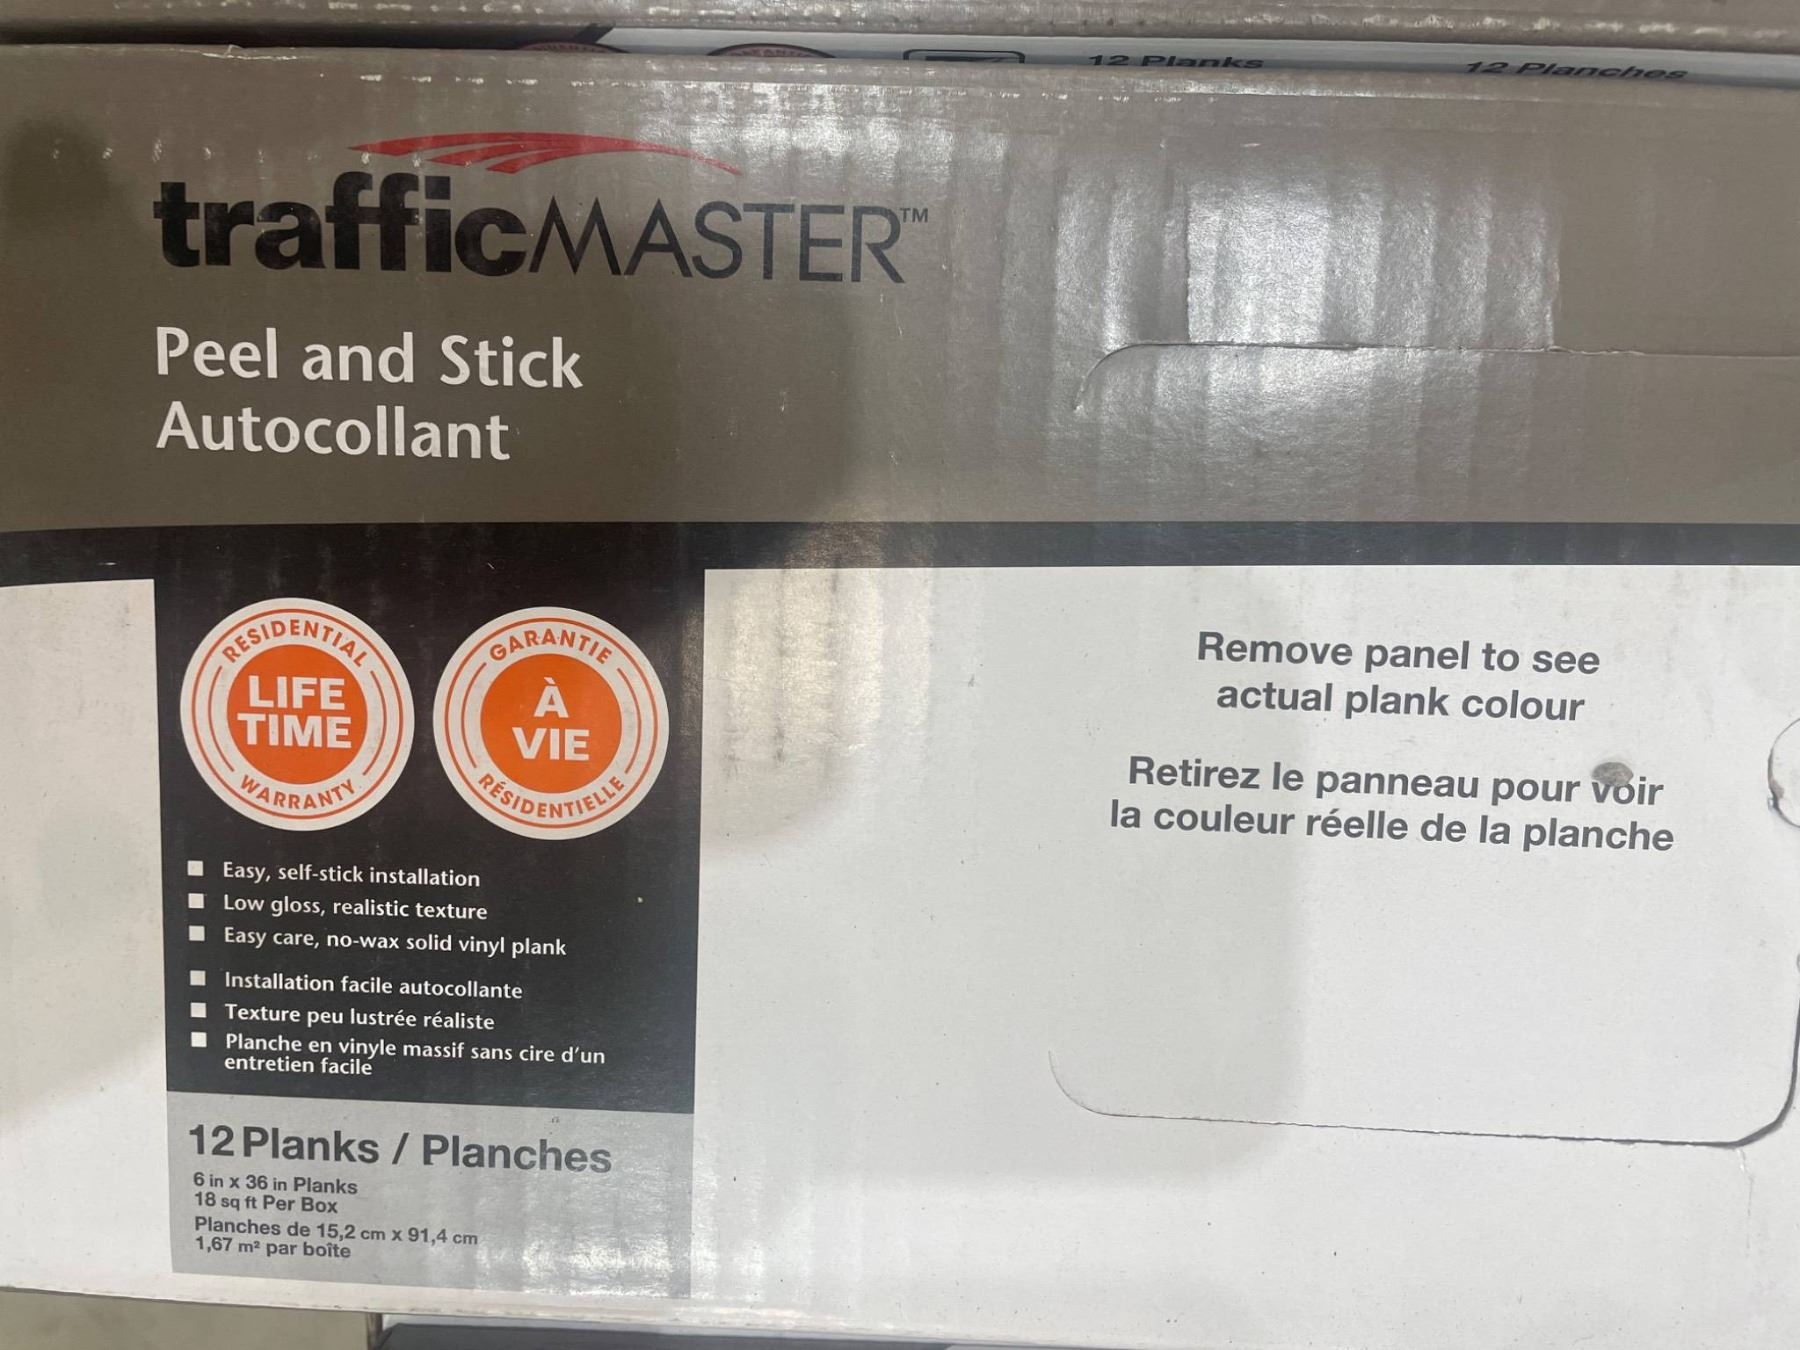 12 Planks
12 Planches
trafficMASTER™
Peel and Stick
Autocollant
RESIDENTIAL
LIFE
TIME
WARRANTY
GARANTIE
À
VIE
RÉSIDENTIELLE
Easy, self-stick installation
Low gloss, realistic texture
Easy care, no-wax solid vinyl plank
Installation facile autocollante
Texture peu lustrée réaliste
Planche en vinyle massif sans cire d'un
entretien facile
12 Planks / Planches
6 in x 36 in Planks
18 sq ft Per Box
Planches de 15,2 cm x 91,4 cm
1,67 m² par boîte
Remove panel to see
actual plank colour
Retirez le panneau pour voir
la couleur réelle de la planche